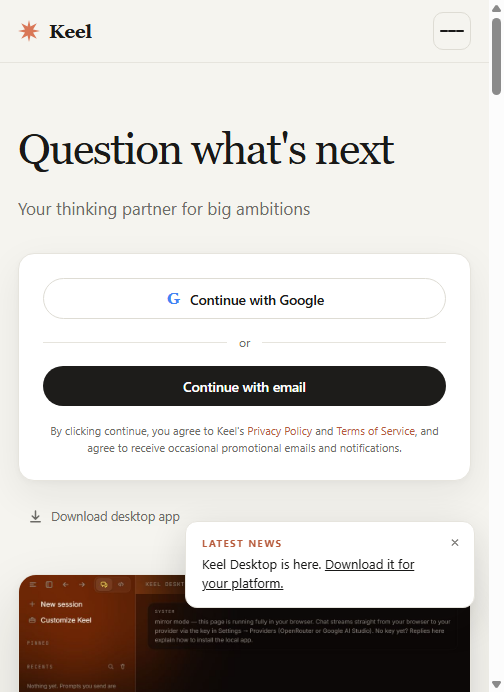 Keel
Question what's next
Your thinking partner for big ambitions
G Continue with Google
or
Continue with email
By clicking continue, you agree to Keel's Privacy Policy and Terms of Service, and
agree to receive occasional promotional emails and notifications.
Download desktop app
LATEST NEWS
Keel Desktop is here. Download it for
your platform.
New session
Customize Keel
PINNED
RECENTS
Nothing yet. Prompts you send are
KEEL DESKT
SYSTEM
mirror mode — this page is running fully in your browser. Chat streams straight from your browser to your
provider via the key in Settings → Providers (OpenRouter or Google AI Studio). No key yet? Replies here
explain how to install the local app.